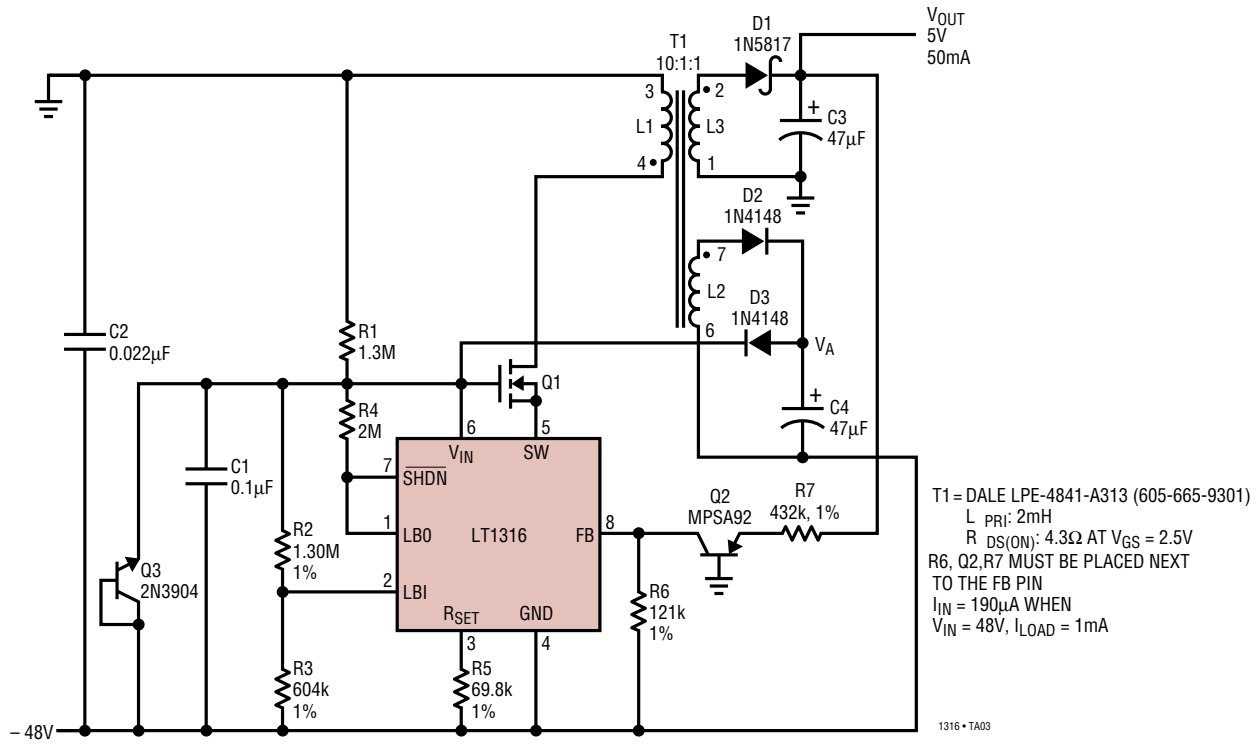 VOUT
5V
50mA
D1
1N5817
T1
10:1:1
3
2
L1
L3
4
1
+
C3
47µF
D2
1N4148
7
L2
D3
1N4148
6
VA
C2
0.022µF
R1
1.3M
Q1
R4
2M
+
C4
47µF
6
5
VIN
SW
7
SHDN
C1
0.1µF
1
LB0
LT1316
FB
8
Q2
MPSA92
R7
432k, 1%
R2
1.30M
1%
2
LBI
Q3
2N3904
RSET
GND
3
4
R6
121k
1%
R3
604k
1%
R5
69.8k
1%
– 48V
T1 = DALE LPE-4841-A313 (605-665-9301)
L PRI: 2mH
R DS(ON): 4.3Ω AT VGS = 2.5V
R6, Q2,R7 MUST BE PLACED NEXT
TO THE FB PIN
IIN = 190µA WHEN
VIN = 48V, ILOAD = 1mA
1316 • TA03